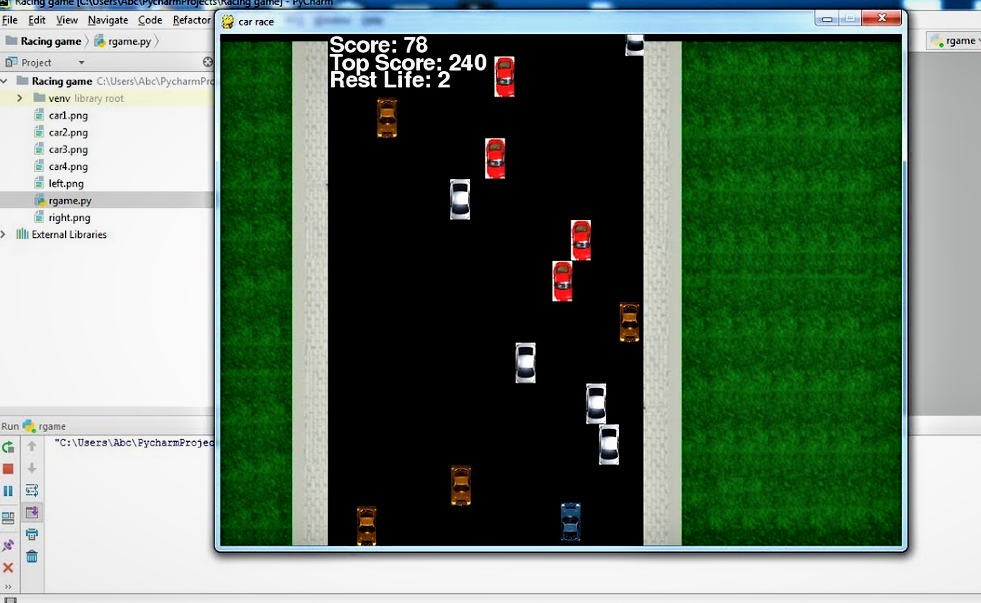 Racing game [C:\Users\Abc\PycharmProjects\Racing game] - PyCharm
File Edit View Navigate Code Refactor
Racing game rgame.py
rgame
Project
Racing game C:\Users\Abc\PycharmPro
venv library root
car1.png
car2.png
car3.png
car4.png
left.png
rgame.py
right.png
External Libraries
car race
Score: 78
Top Score: 240
Rest Life: 2
Run rgame
"C:\Users\Abc\PycharmProjec